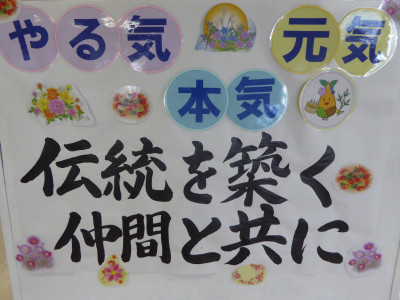 やる気 元気
本気
伝統を築く
仲間と共に